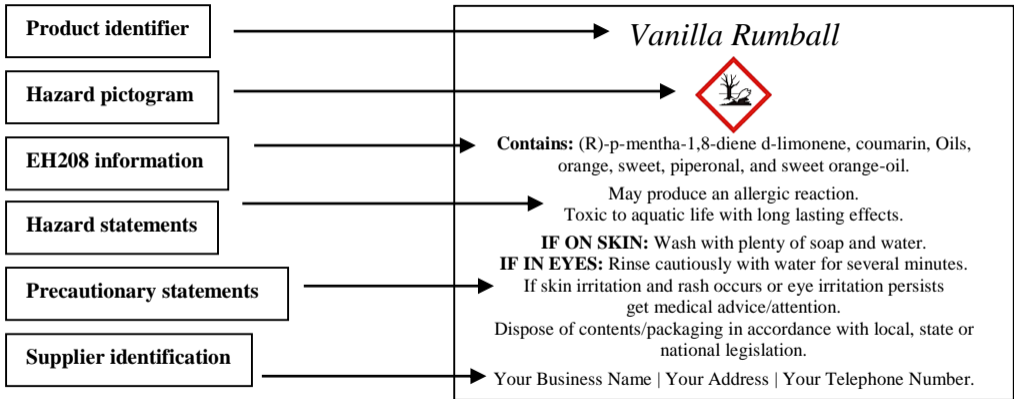 Product identifier
Hazard pictogram
EH208 information
Hazard statements
Precautionary statements
Supplier identification
Vanilla Rumball
Contains: (R)-p-mentha-1,8-diene d-limonene, coumarin, Oils,
orange, sweet, piperonal, and sweet orange-oil.
May produce an allergic reaction.
Toxic to aquatic life with long lasting effects.
IF ON SKIN: Wash with plenty of soap and water.
IF IN EYES: Rinse cautiously with water for several minutes.
If skin irritation and rash occurs or eye irritation persists
get medical advice/attention.
Dispose of contents/packaging in accordance with local, state or
national legislation.
Your Business Name | Your Address | Your Telephone Number.